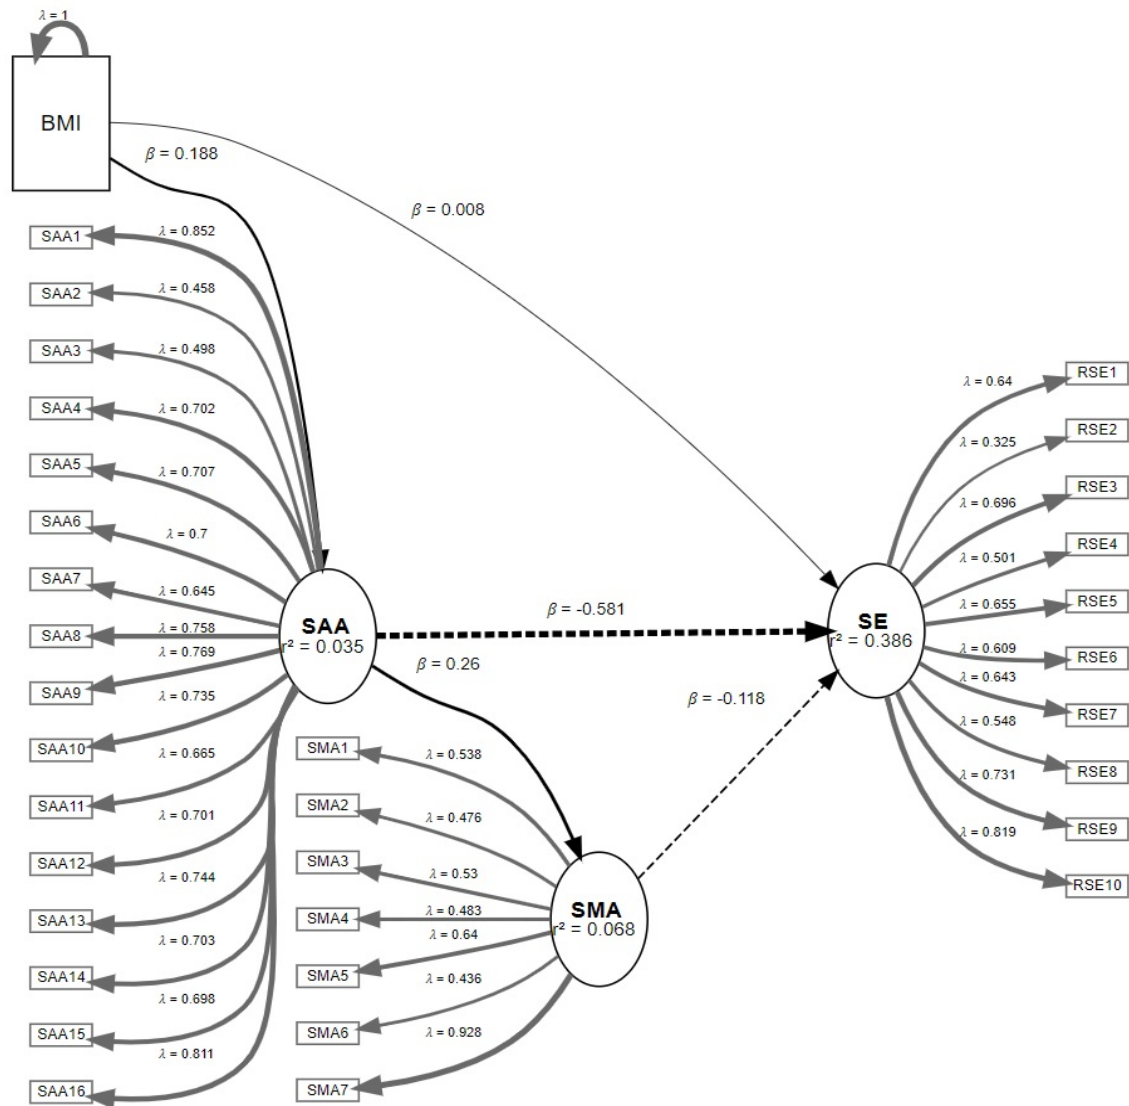 λ = 1
BMI
β = 0.188
β = 0.008
SAA1
λ = 0.852
SAA2
λ = 0.458
SAA3
λ = 0.498
SAA4
λ = 0.702
SAA5
λ = 0.707
SAA6
λ = 0.7
SAA7
λ = 0.645
SAA8
λ = 0.758
SAA9
λ = 0.769
SAA10
λ = 0.735
SAA11
λ = 0.665
SAA12
λ = 0.701
SAA13
λ = 0.744
SAA14
λ = 0.703
SAA15
λ = 0.698
SAA16
λ = 0.811
SAA
r² = 0.035
β = -0.581
β = 0.26
β = -0.118
SMA1
λ = 0.538
SMA2
λ = 0.476
SMA3
λ = 0.53
SMA4
λ = 0.483
SMA5
λ = 0.64
SMA6
λ = 0.436
SMA7
λ = 0.928
SMA
r² = 0.068
SE
r² = 0.386
λ = 0.64
RSE1
λ = 0.325
RSE2
λ = 0.696
RSE3
λ = 0.501
RSE4
λ = 0.655
RSE5
λ = 0.609
RSE6
λ = 0.643
RSE7
λ = 0.548
RSE8
λ = 0.731
RSE9
λ = 0.819
RSE10